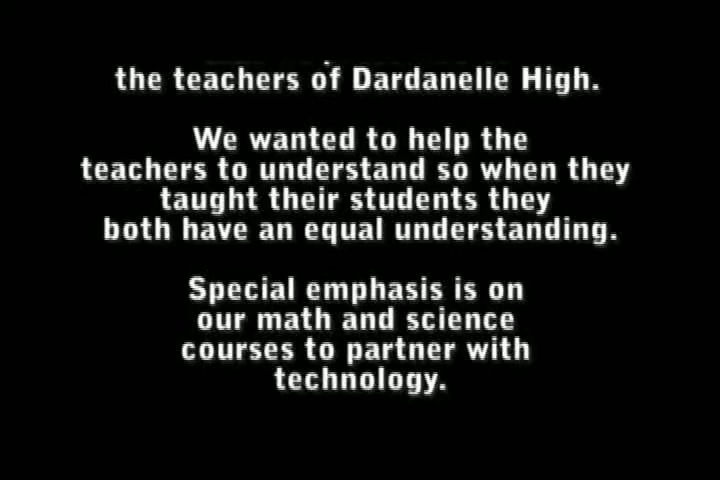 the teachers of Dardanelle High.
We wanted to help the
teachers to understand so when they
taught their students they
both have an equal understanding.
Special emphasis is on
our math and science
courses to partner with
technology.